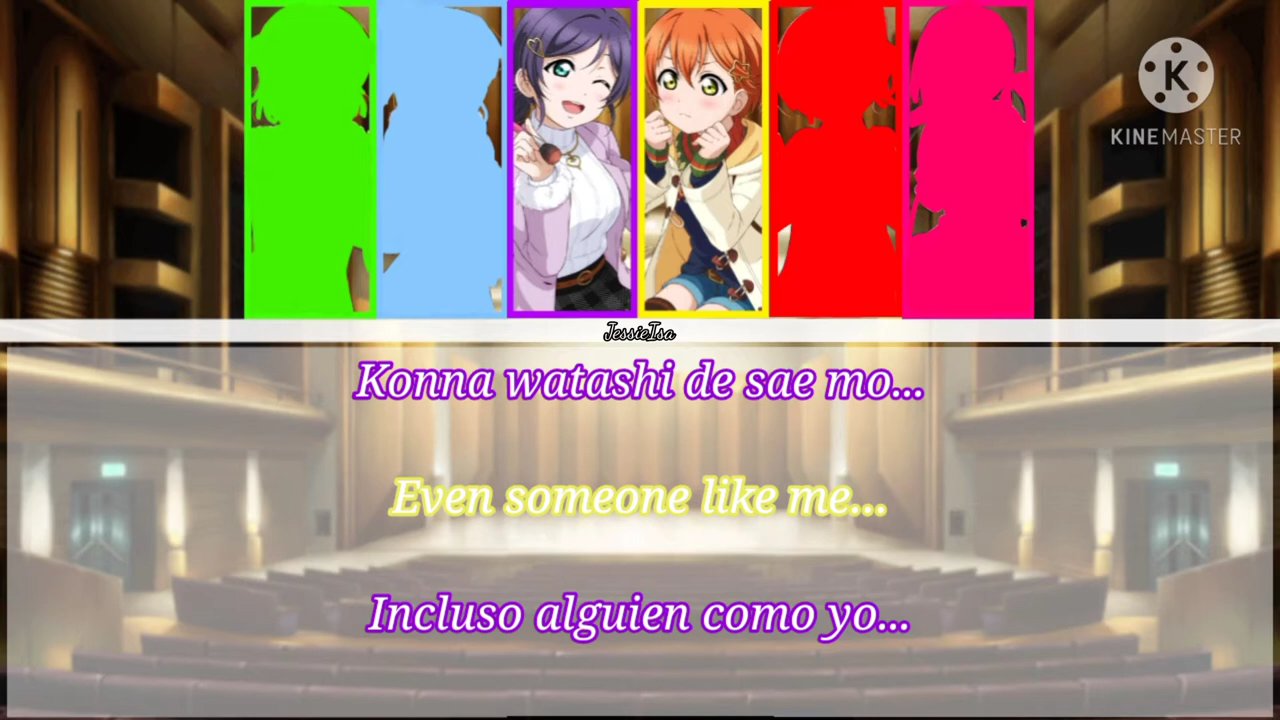 K
KINEMASTER
JessieIsa
Konna watashi de sae mo...
Even someone like me...
Incluso alguien como yo...